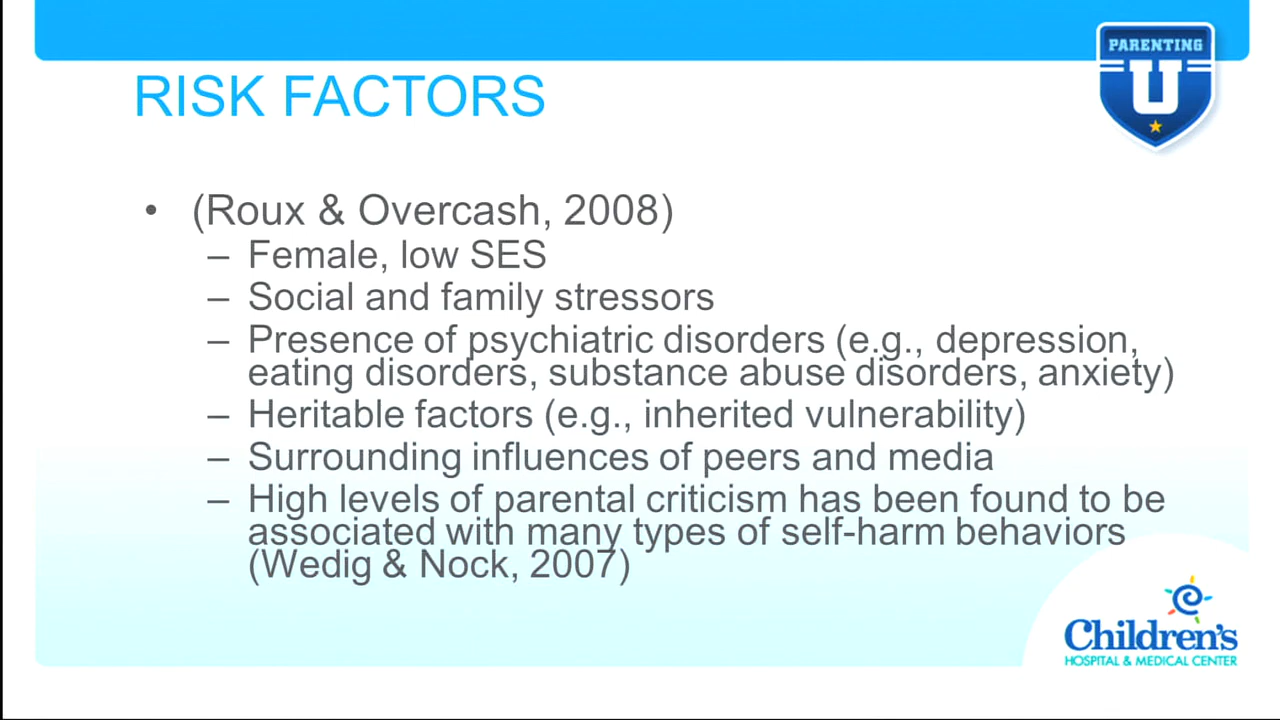 PARENTING
U
RISK FACTORS
• (Roux & Overcash, 2008)
– Female, low SES
– Social and family stressors
– Presence of psychiatric disorders (e.g., depression,
eating disorders, substance abuse disorders, anxiety)
– Heritable factors (e.g., inherited vulnerability)
– Surrounding influences of peers and media
– High levels of parental criticism has been found to be
associated with many types of self-harm behaviors
(Wedig & Nock, 2007)
Children's
HOSPITAL & MEDICAL CENTER